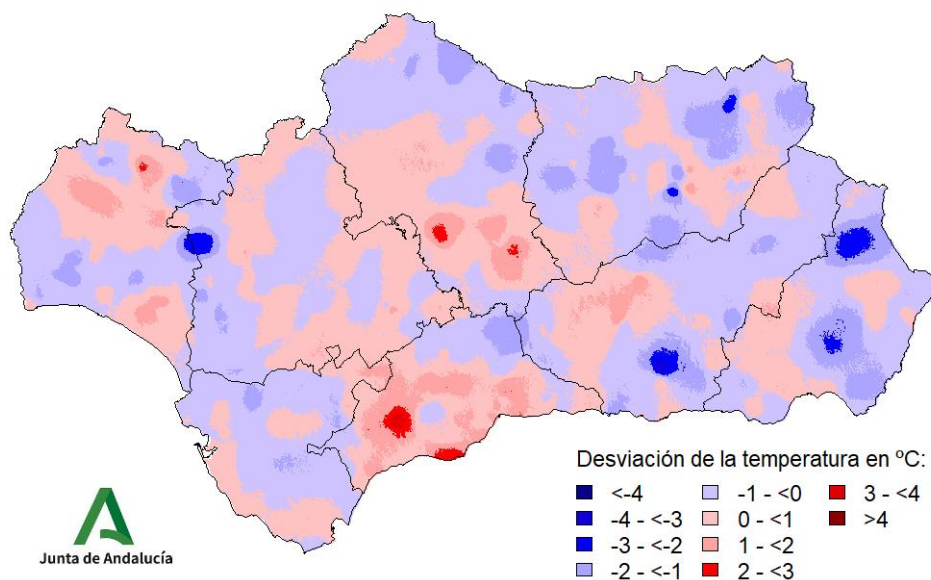 Desviación de la temperatura en ºC:
<-4 -1 - <0 3 - <4
-4 - <-3 0 - <1 >4
-3 - <-2 1 - <2
-2 - <-1 2 - <3
Junta de Andalucía